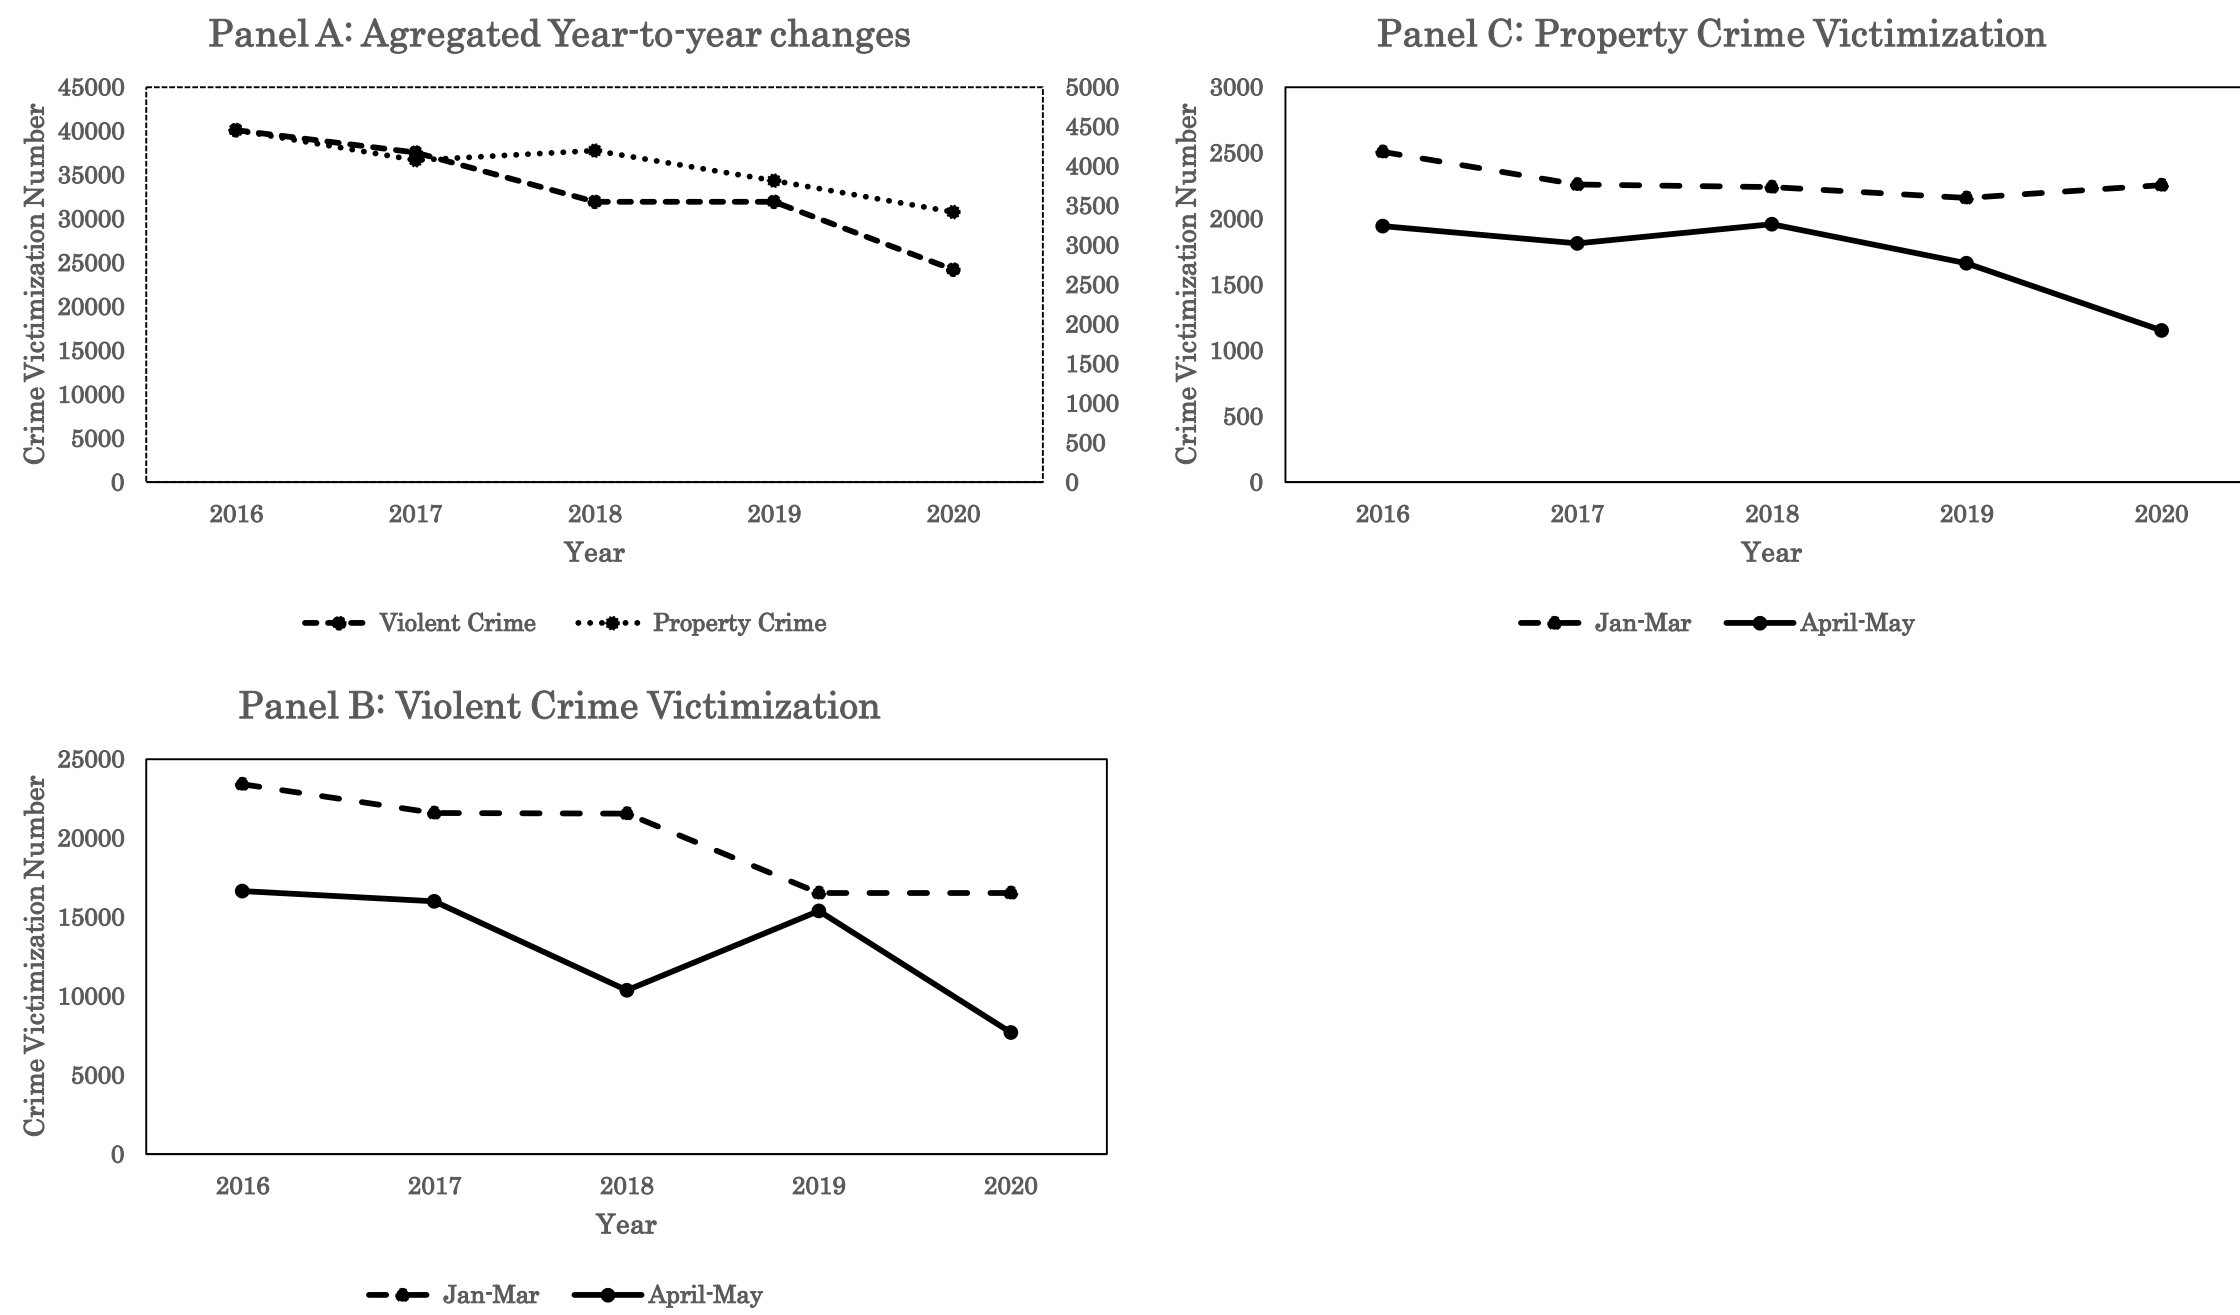 Panel A: Agregated Year-to-year changes
Crime Victimization Number
45000
40000
35000
30000
25000
20000
15000
10000
5000
0
5000
4500
4000
3500
3000
2500
2000
1500
1000
500
0
2016 2017 2018 2019 2020
Year
Violent Crime Property Crime
Panel C: Property Crime Victimization
Crime Victimization Number
3000
2500
2000
1500
1000
500
0
2016 2017 2018 2019 2020
Year
Jan-Mar April-May
Panel B: Violent Crime Victimization
Crime Victimization Number
25000
20000
15000
10000
5000
0
2016 2017 2018 2019 2020
Year
Jan-Mar April-May